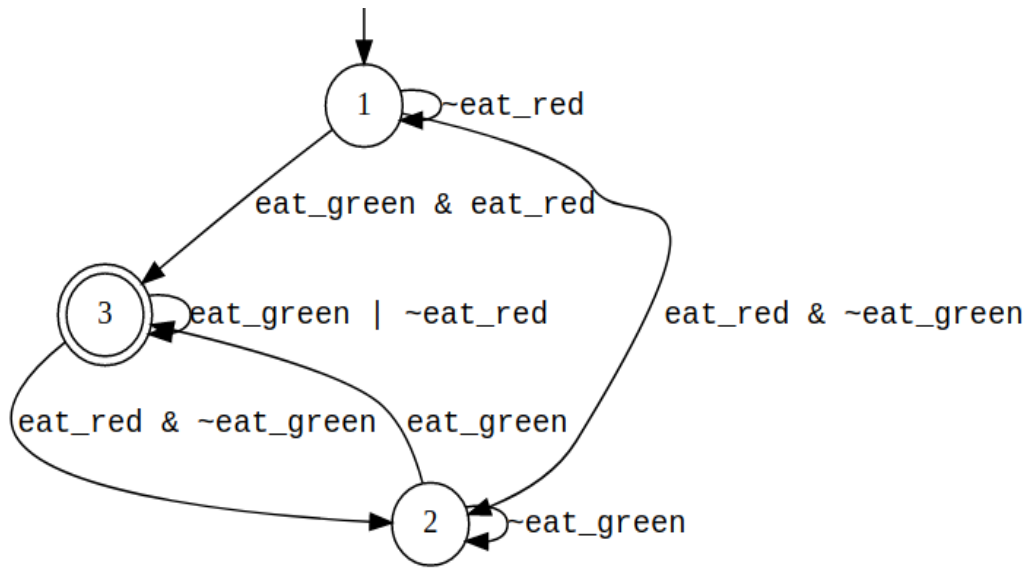 1
~eat_red
eat_green & eat_red
3
eat_green | ~eat_red
eat_red & ~eat_green
eat_red & ~eat_green
eat_green
2
~eat_green